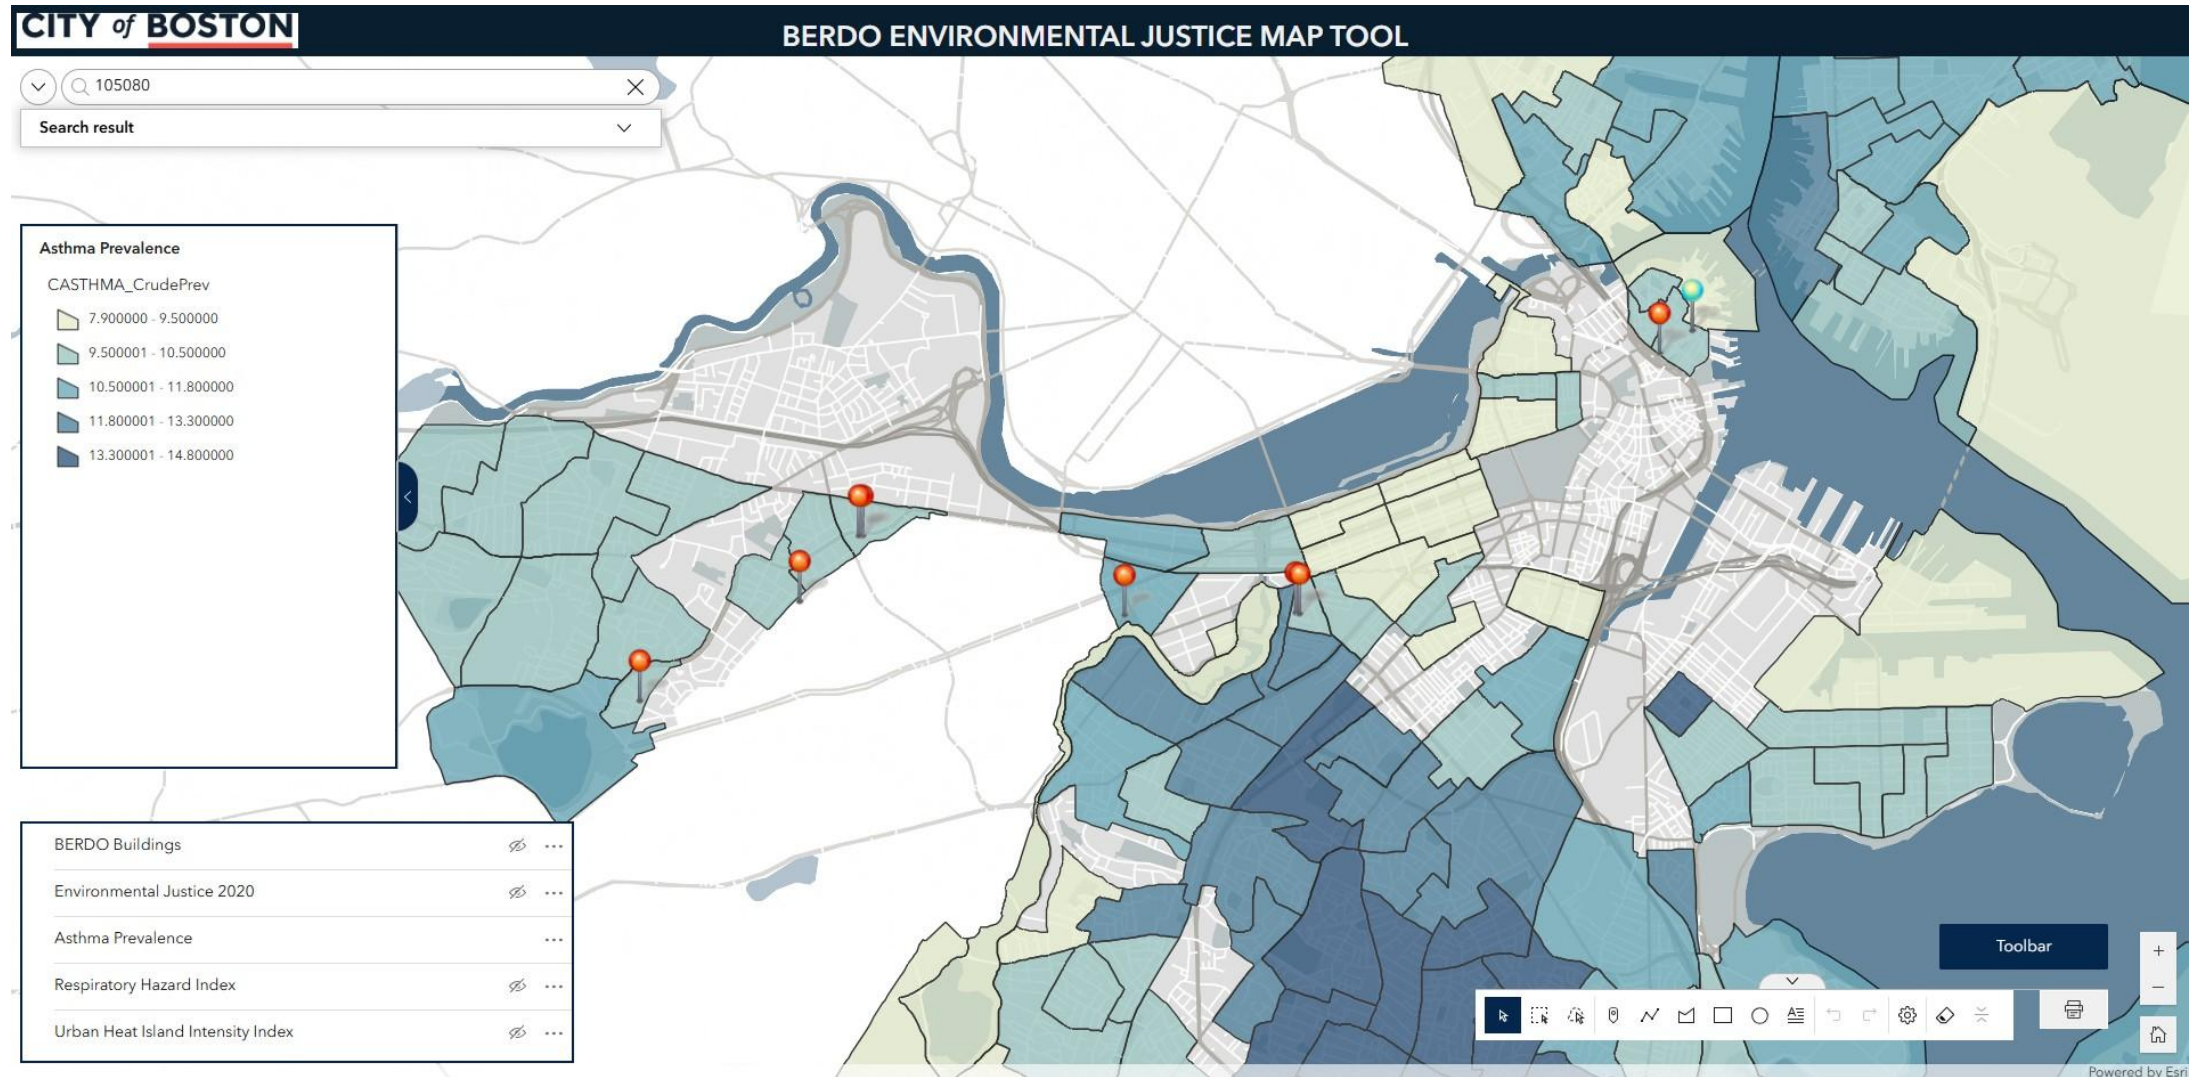 CITY of BOSTON
BERDO ENVIRONMENTAL JUSTICE MAP TOOL
105080
Search result
Asthma Prevalence
CASTHMA_CrudePrev
7.900000 - 9.500000
9.500001 - 10.500000
10.500001 - 11.800000
11.800001 - 13.300000
13.300001 - 14.800000
BERDO Buildings
Environmental Justice 2020
Asthma Prevalence
Respiratory Hazard Index
Urban Heat Island Intensity Index
Toolbar
Powered by Esri